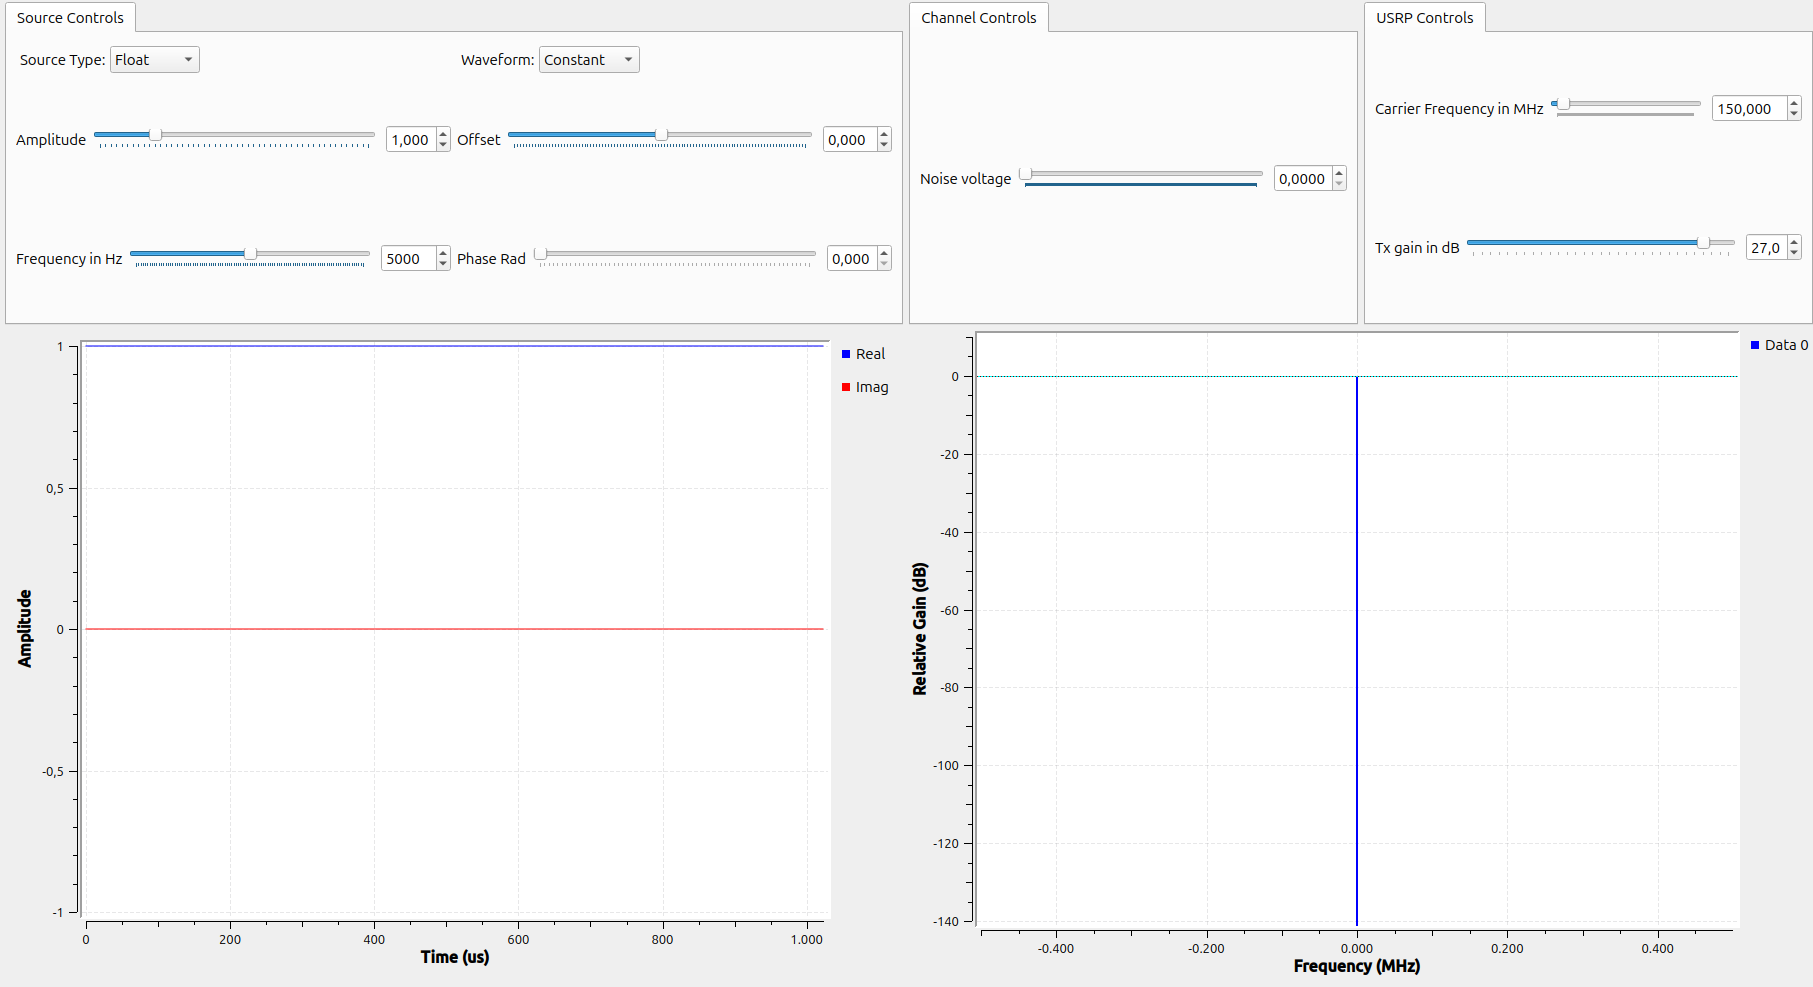 Source Controls
Channel Controls
USRP Controls
Source Type: Float
Waveform: Constant
Amplitude 1,000
Offset 0,000
Frequency in Hz 5000
Phase Rad 0,000
Noise voltage 0,0000
Carrier Frequency in MHz 150,000
Tx gain in dB 27,0
1
0,5
0
-0,5
-1
Amplitude
0 200 400 600 800 1.000
Time (us)
Real
Imag
0
-20
-40
-60
-80
-100
-120
-140
Relative Gain (dB)
-0.400 -0.200 0.000 0.200 0.400
Frequency (MHz)
Data 0